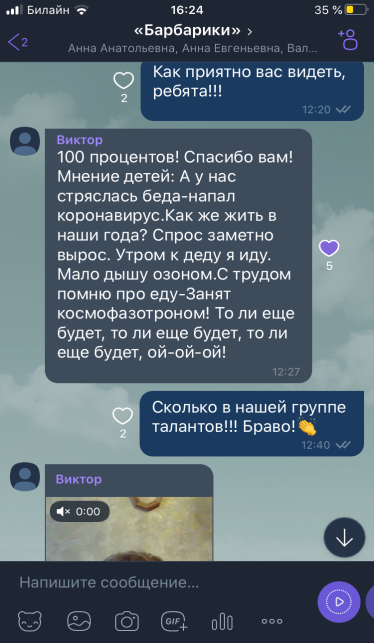 Билайн
16:24
35 %
2
«Барбарики»
Анна Анатольевна, Анна Евгеньевна, Вал...
Как приятно вас видеть,
ребята!!!
2
12:20
Виктор
100 процентов! Спасибо вам!
Мнение детей: А у нас
стряслась беда-напал
коронавирус.Как же жить в
наши года? Спрос заметно
вырос. Утром к деду я иду.
Мало дышу озоном.С трудом
помню про еду-Занят
космофазотроном! То ли еще
будет, то ли еще будет, то ли
еще будет, ой-ой-ой!
5
12:27
Сколько в нашей группе
талантов!!! Браво!👏
2
12:40
Виктор
0:00
Напишите сообщение...
GIF+